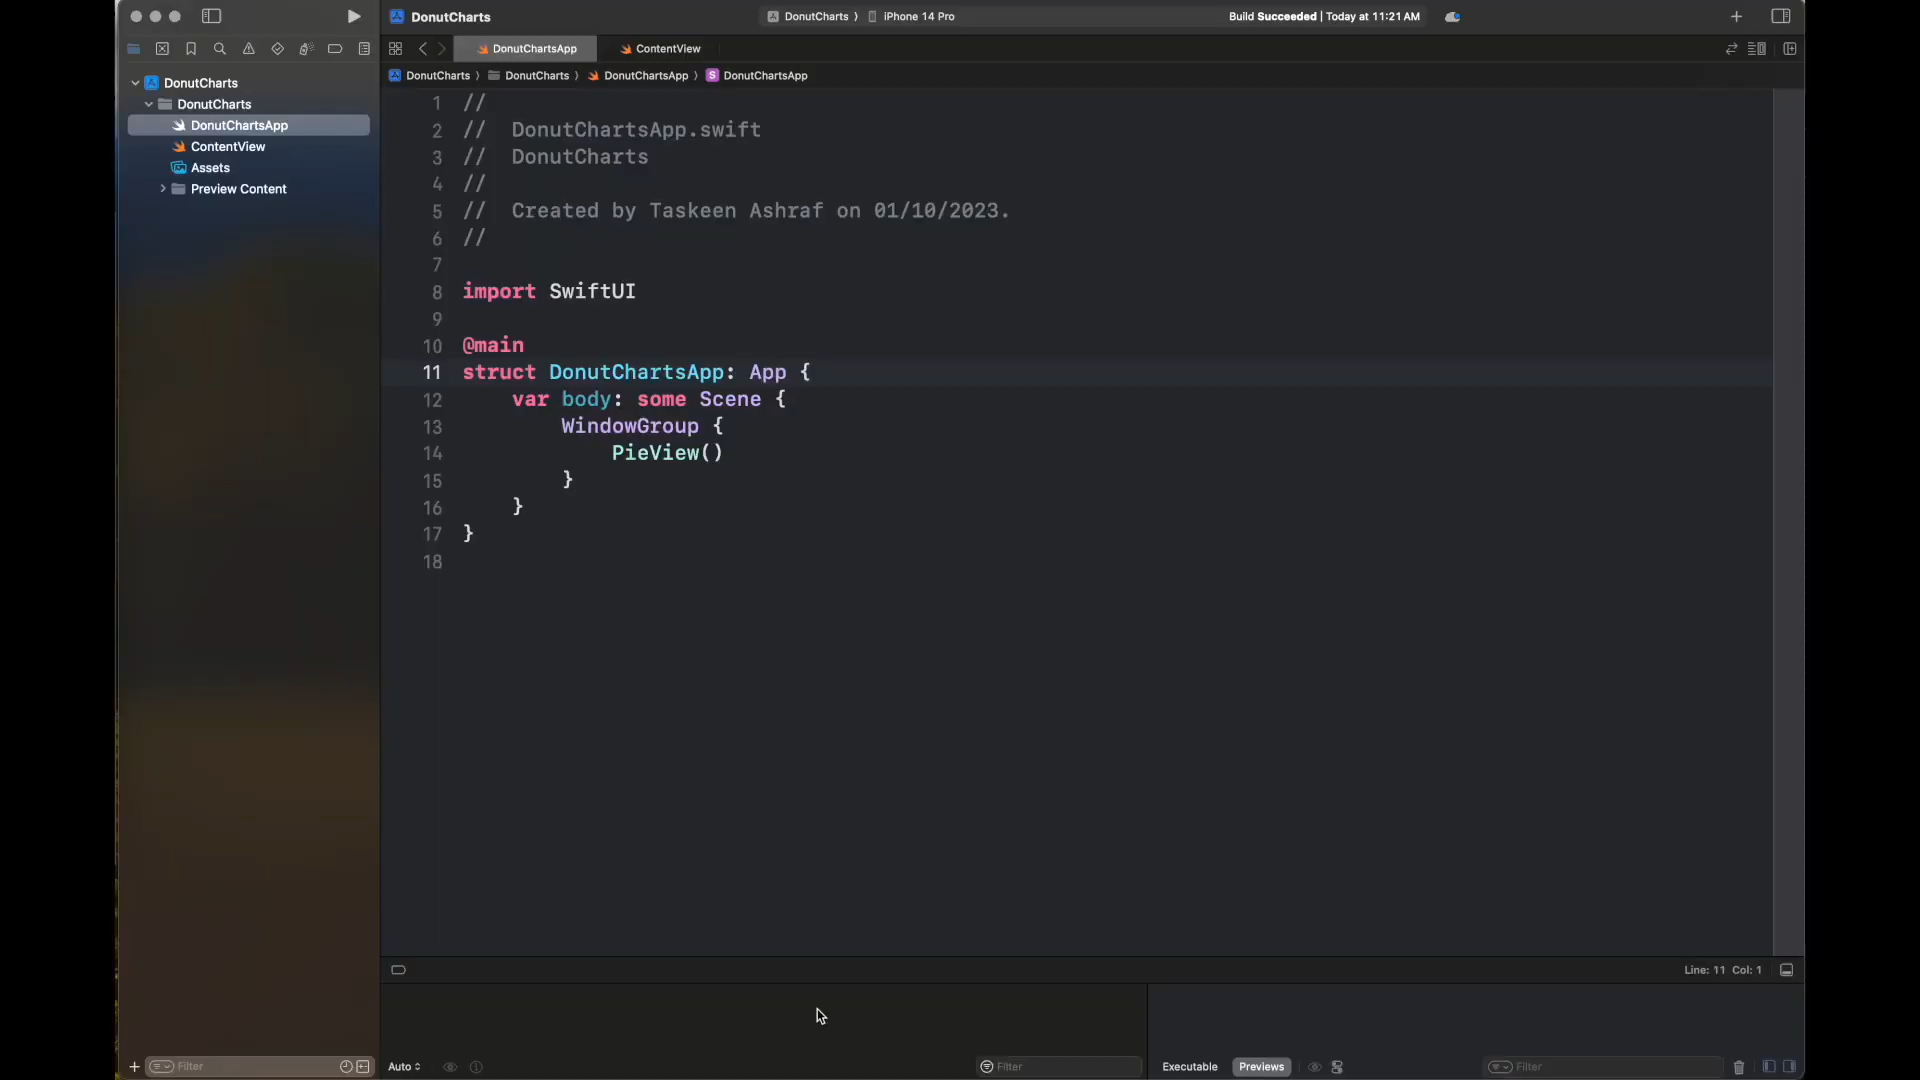 DonutCharts
DonutCharts
DonutChartsApp
ContentView
Assets
Preview Content
Filter
DonutCharts
DonutCharts ⟩ iPhone 14 Pro
Build Succeeded | Today at 11:21 AM
DonutChartsApp
ContentView
DonutCharts ⟩ DonutCharts ⟩ DonutChartsApp ⟩ S DonutChartsApp
1 //
2 //  DonutChartsApp.swift
3 //  DonutCharts
4 //
5 //  Created by Taskeen Ashraf on 01/10/2023.
6 //
7
8 import SwiftUI
9
10 @main
11 struct DonutChartsApp: App {
12     var body: some Scene {
13         WindowGroup {
14             PieView()
15         }
16     }
17 }
18
Line: 11 Col: 1
Auto
Filter
Executable Previews
Filter